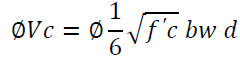 ∅Vc = ∅ 1/6 √f'c bw d